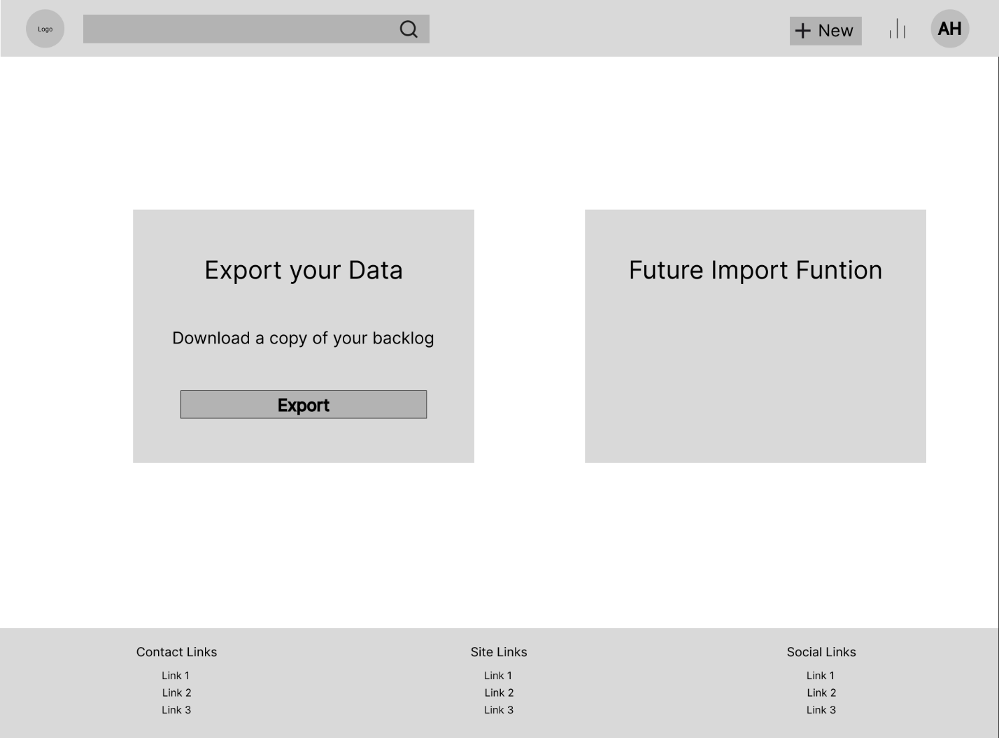 Logo
+ New
AH
Export your Data
Download a copy of your backlog
Export
Future Import Funtion
Contact Links
Link 1
Link 2
Link 3
Site Links
Link 1
Link 2
Link 3
Social Links
Link 1
Link 2
Link 3